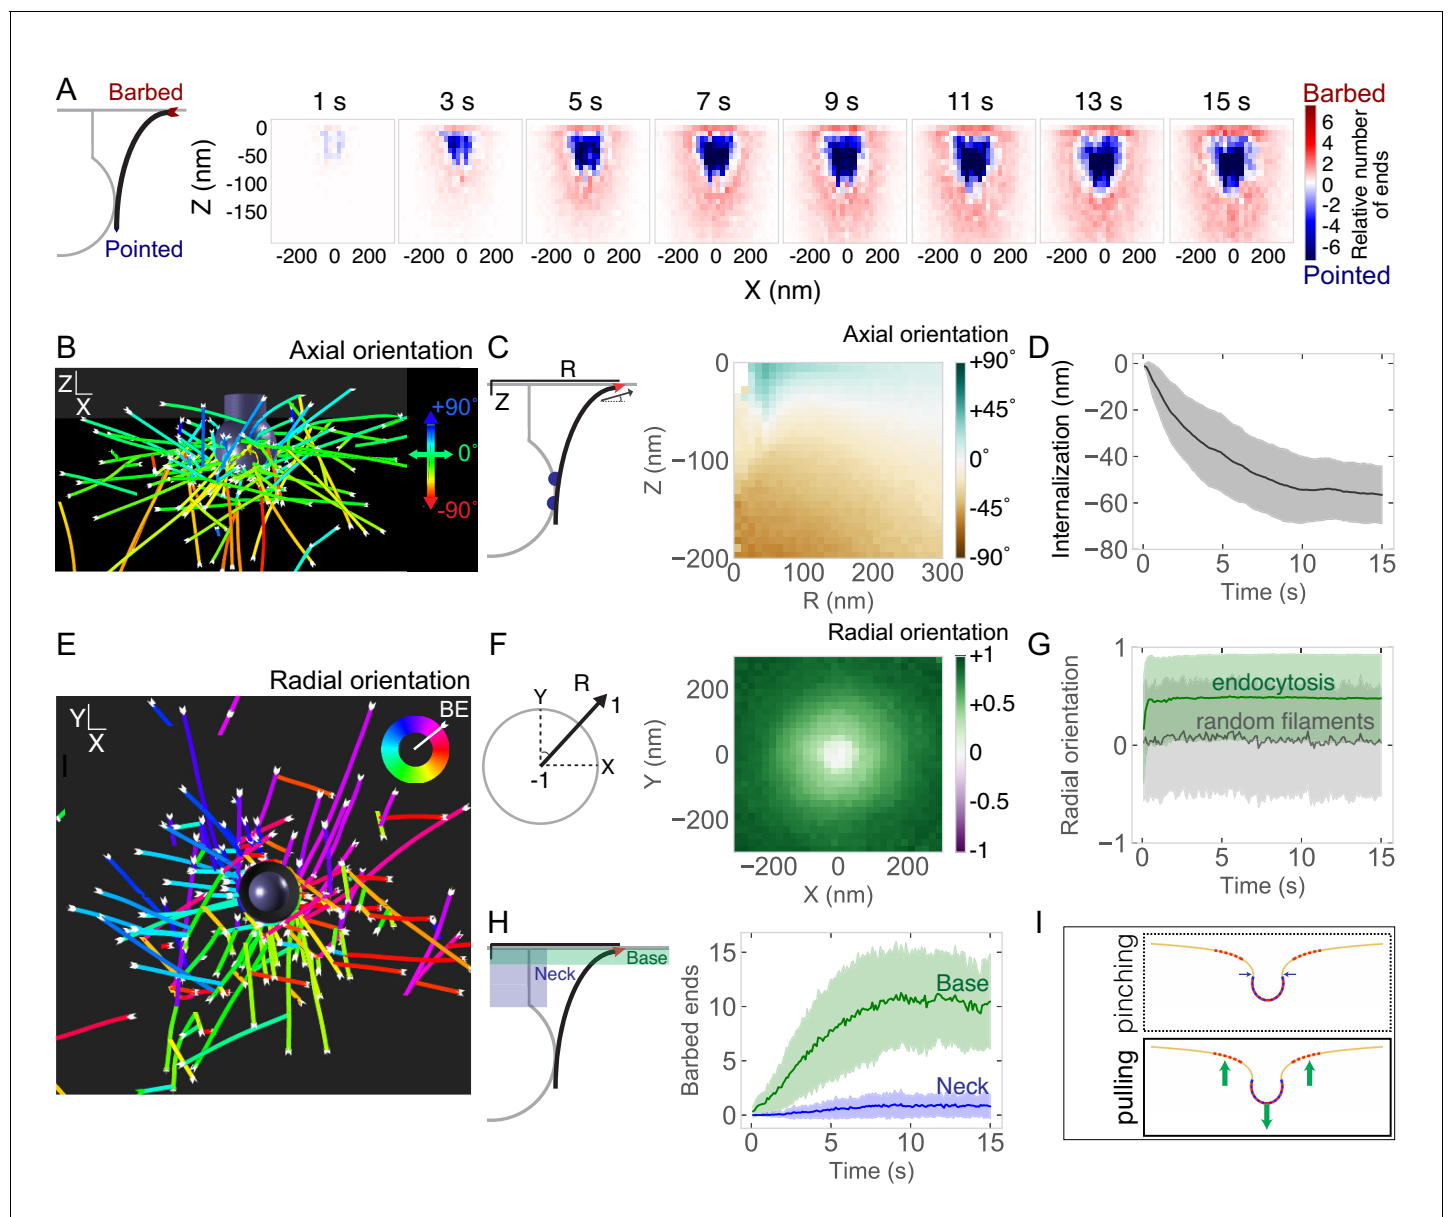 A
Barbed
Pointed
1 s 3 s 5 s 7 s 9 s 11 s 13 s 15 s
Z (nm)
0
-50
-100
-150
-200 0 200 -200 0 200 -200 0 200 -200 0 200 -200 0 200 -200 0 200 -200 0 200 -200 0 200
X (nm)
Barbed
6
4
2
0
-2
-4
-6
Relative number
of ends
Pointed
B
Axial orientation
Z
X
+90°
0°
-90°
C
R
Z
Axial orientation
Z (nm)
0
−100
−200
0 100 200 300
R (nm)
+90°
+45°
0°
-45°
-90°
D
Internalization (nm)
0
−20
−40
−60
−80
0 5 10 15
Time (s)
E
Radial orientation
Y
X
BE
F
Y
R
1
-1
X
Radial orientation
Y (nm)
200
0
−200
−200 0 200
X (nm)
+1
+0.5
0
-0.5
-1
G
Radial orientation
1
0
−1
endocytosis
random filaments
0 5 10 15
Time (s)
H
Neck
Base
Barbed ends
15
10
5
0
Base
Neck
0 5 10 15
Time (s)
I
pinching
pulling